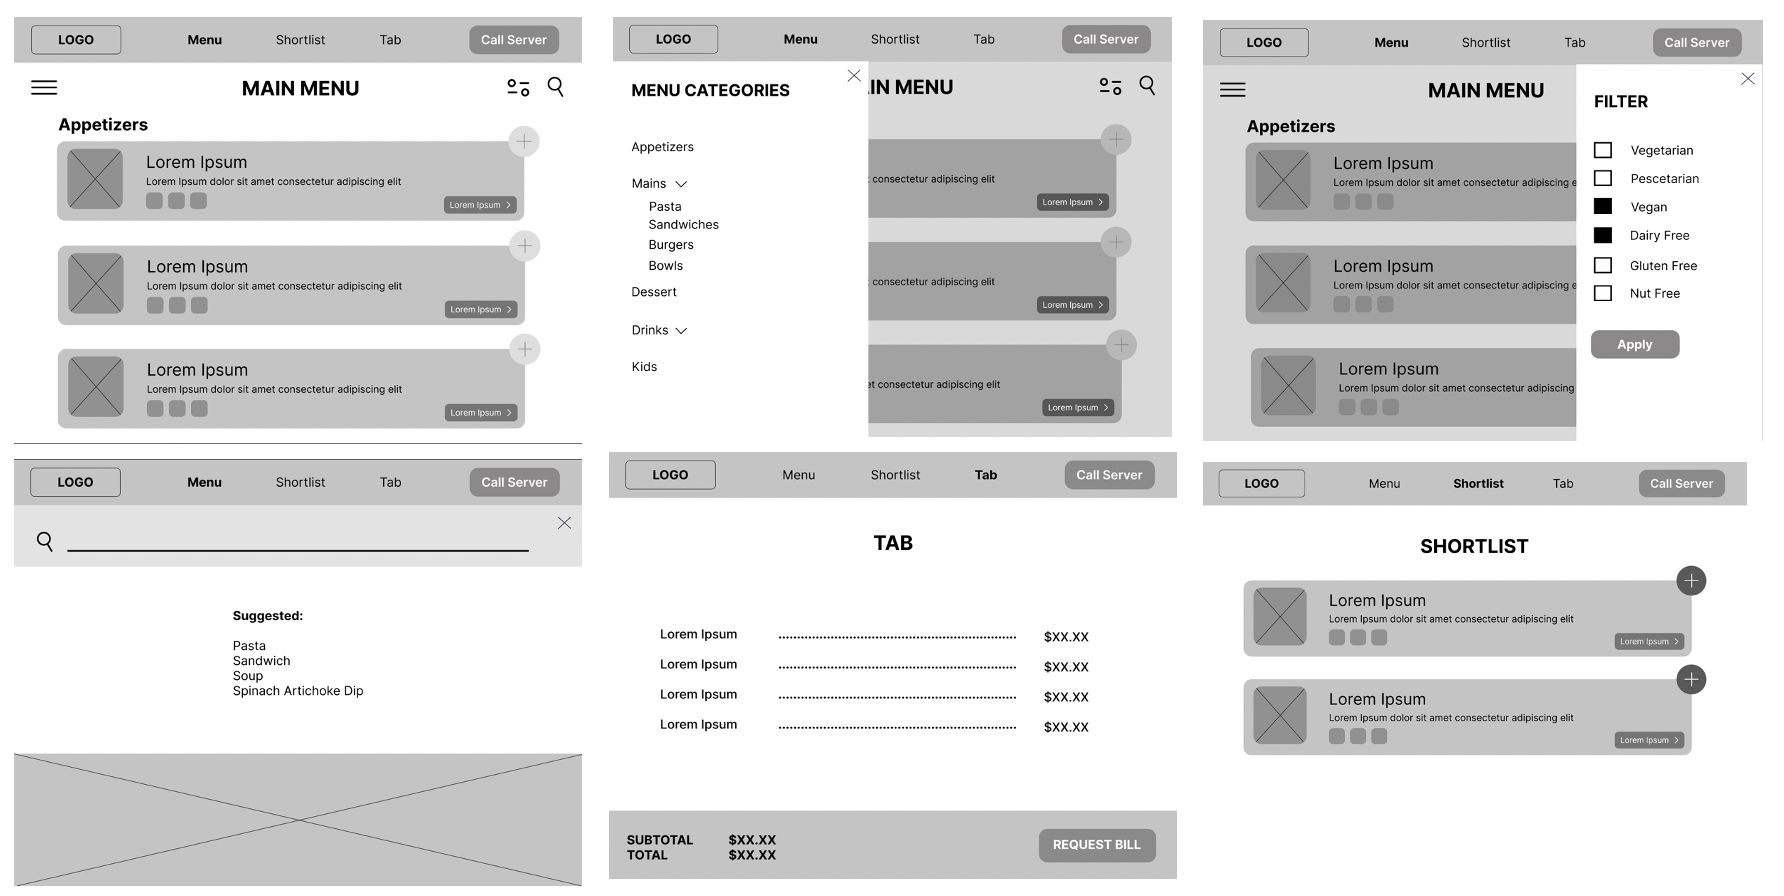 LOGO Menu Shortlist Tab Call Server
MAIN MENU
Appetizers
Lorem Ipsum
Lorem Ipsum dolor sit amet consectetur adipiscing elit
Lorem Ipsum
Lorem Ipsum
Lorem Ipsum dolor sit amet consectetur adipiscing elit
Lorem Ipsum
Lorem Ipsum
Lorem Ipsum dolor sit amet consectetur adipiscing elit
Lorem Ipsum
LOGO Menu Shortlist Tab Call Server
MENU CATEGORIES
IN MENU
Appetizers
Mains
Pasta
Sandwiches
Burgers
Bowls
Dessert
Drinks
Kids
consectetur adipiscing elit
Lorem Ipsum
consectetur adipiscing elit
Lorem Ipsum
et consectetur adipiscing elit
Lorem Ipsum
LOGO Menu Shortlist Tab Call Server
MAIN MENU
Appetizers
Lorem Ipsum
Lorem Ipsum dolor sit amet consectetur adipiscing e
Lorem Ipsum
Lorem Ipsum dolor sit amet consectetur adipiscing e
Lorem Ipsum
Lorem Ipsum dolor sit amet consectetur adipiscing
FILTER
Vegetarian
Pescetarian
Vegan
Dairy Free
Gluten Free
Nut Free
Apply
LOGO Menu Shortlist Tab Call Server
Suggested:
Pasta
Sandwich
Soup
Spinach Artichoke Dip
LOGO Menu Shortlist Tab Call Server
TAB
Lorem Ipsum $XX.XX
Lorem Ipsum $XX.XX
Lorem Ipsum $XX.XX
Lorem Ipsum $XX.XX
SUBTOTAL $XX.XX
TOTAL $XX.XX
REQUEST BILL
LOGO Menu Shortlist Tab Call Server
SHORTLIST
Lorem Ipsum
Lorem Ipsum dolor sit amet consectetur adipiscing elit
Lorem Ipsum
Lorem Ipsum
Lorem Ipsum dolor sit amet consectetur adipiscing elit
Lorem Ipsum